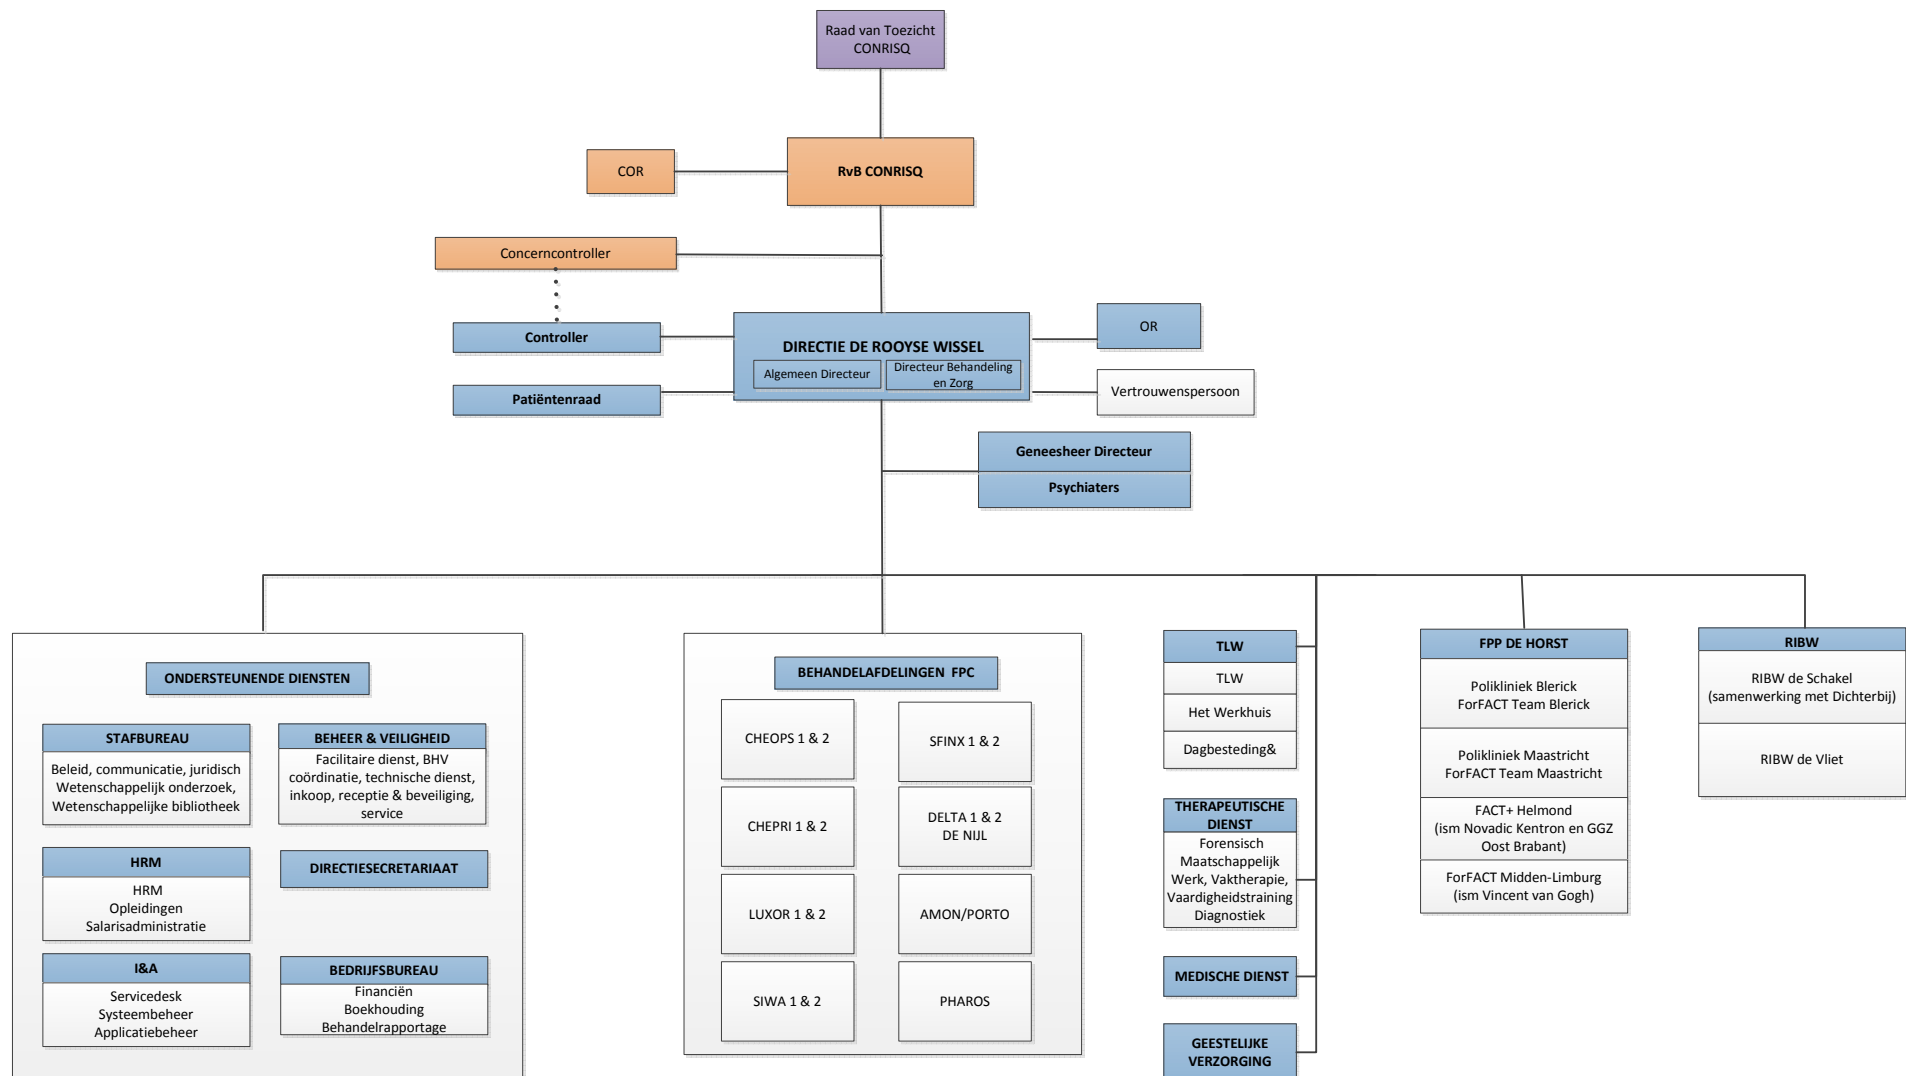 Raad van Toezicht
CONRISQ
COR
RvB CONRISQ
Concerncontroller
Controller
Patiëntenraad
DIRECTIE DE ROOYSE WISSEL
Algemeen Directeur
Directeur Behandeling
en Zorg
OR
Vertrouwenspersoon
Geneesheer Directeur
Psychiaters
ONDERSTEUNENDE DIENSTEN
STAFBUREAU
Beleid, communicatie, juridisch
Wetenschappelijk onderzoek,
Wetenschappelijke bibliotheek
BEHEER & VEILIGHEID
Facilitaire dienst, BHV
coördinatie, technische dienst,
inkoop, receptie & beveiliging,
service
HRM
HRM
Opleidingen
Salarisadministratie
DIRECTIESECRETARIAAT
I&A
Servicedesk
Systeembeheer
Applicatiebeheer
BEDRIJFSBUREAU
Financiën
Boekhouding
Behandelrapportage
BEHANDELAFDELINGEN  FPC
CHEOPS 1 & 2
SFINX 1 & 2
CHEPRI 1 & 2
DELTA 1 & 2
DE NIJL
LUXOR 1 & 2
AMON/PORTO
SIWA 1 & 2
PHAROS
TLW
TLW
Het Werkhuis
Dagbesteding&
THERAPEUTISCHE
DIENST
Forensisch
Maatschappelijk
Werk, Vaktherapie,
Vaardigheidstraining
Diagnostiek
MEDISCHE DIENST
GEESTELIJKE
VERZORGING
FPP DE HORST
Polikliniek Blerick
ForFACT Team Blerick
Polikliniek Maastricht
ForFACT Team Maastricht
FACT+ Helmond
(ism Novadic Kentron en GGZ
Oost Brabant)
ForFACT Midden-Limburg
(ism Vincent van Gogh)
RIBW
RIBW de Schakel
(samenwerking met Dichterbij)
RIBW de Vliet